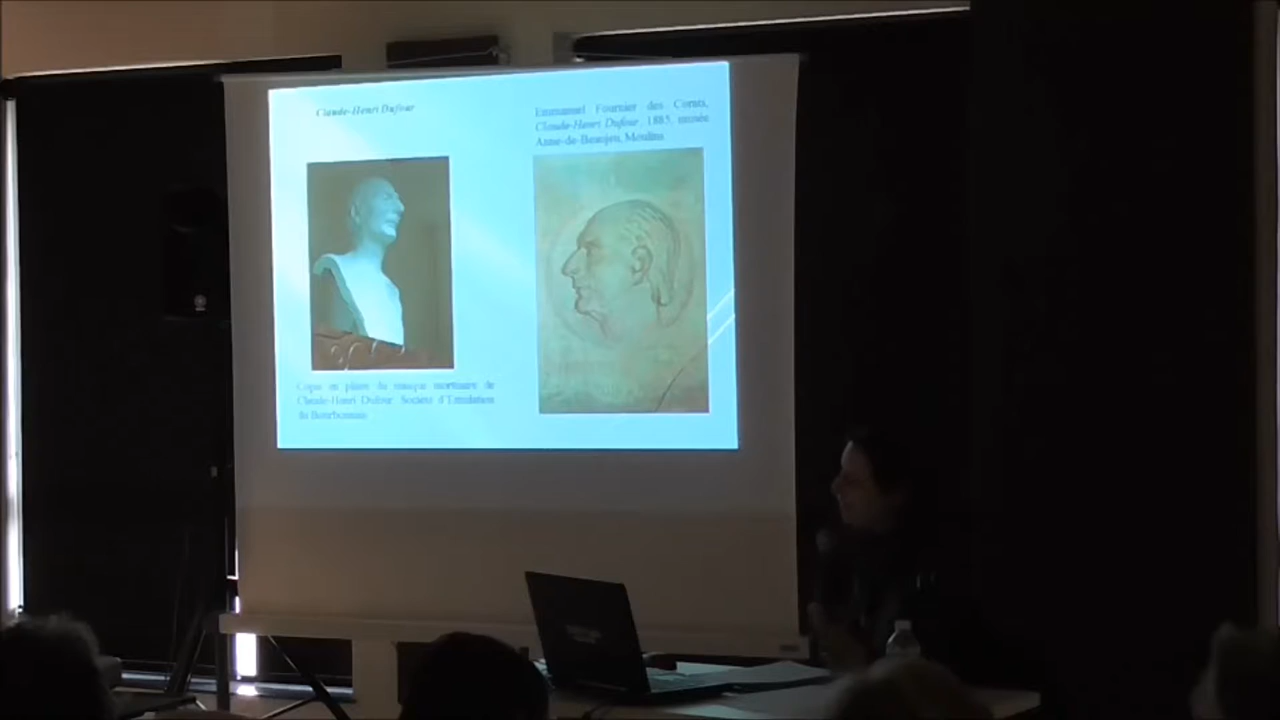 Claude-Henri Dufour
Emmanuel Fournier des Corats,
Claude-Henri Dufour, 1885, musée
Anne-de-Beaujeu, Moulins
Copie en plâtre du masque mortuaire de
Claude-Henri Dufour. Société d'Emulation
du Bourbonnais